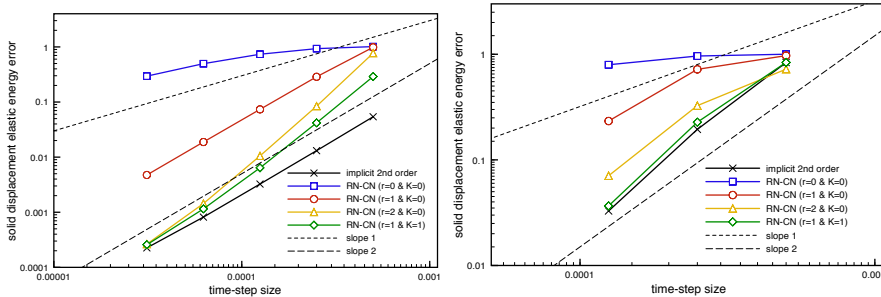 solid displacement elastic energy error
1
0.1
0.01
0.001
0.0001
0.00001
0.0001
0.001
time-step size
implicit 2nd order
RN-CN (r=0 & K=0)
RN-CN (r=1 & K=0)
RN-CN (r=2 & K=0)
RN-CN (r=1 & K=1)
slope 1
slope 2
solid displacement elastic energy error
1
0.1
0.01
0.0001
time-step size
implicit 2nd order
RN-CN (r=0 & K=0)
RN-CN (r=1 & K=0)
RN-CN (r=2 & K=0)
RN-CN (r=1 & K=1)
slope 1
slope 2